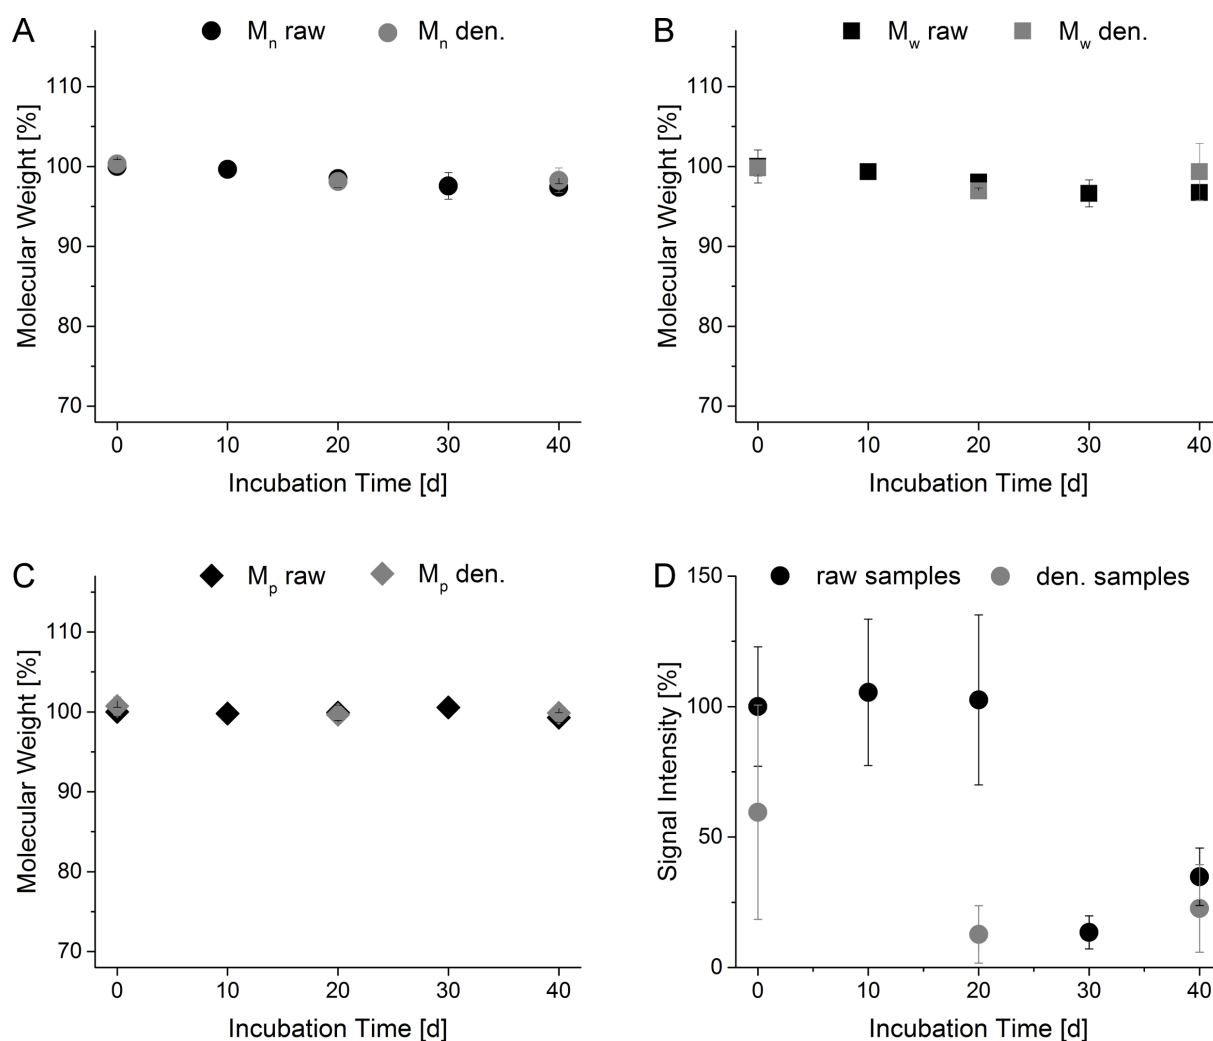 A
Mn raw
Mn den.
Molecular Weight [%]
110
100
90
80
70
0 10 20 30 40
Incubation Time [d]
B
Mw raw
Mw den.
Molecular Weight [%]
110
100
90
80
70
0 10 20 30 40
Incubation Time [d]
C
Mp raw
Mp den.
Molecular Weight [%]
110
100
90
80
70
0 10 20 30 40
Incubation Time [d]
D
raw samples
den. samples
Signal Intensity [%]
150
100
50
0
0 10 20 30 40
Incubation Time [d]